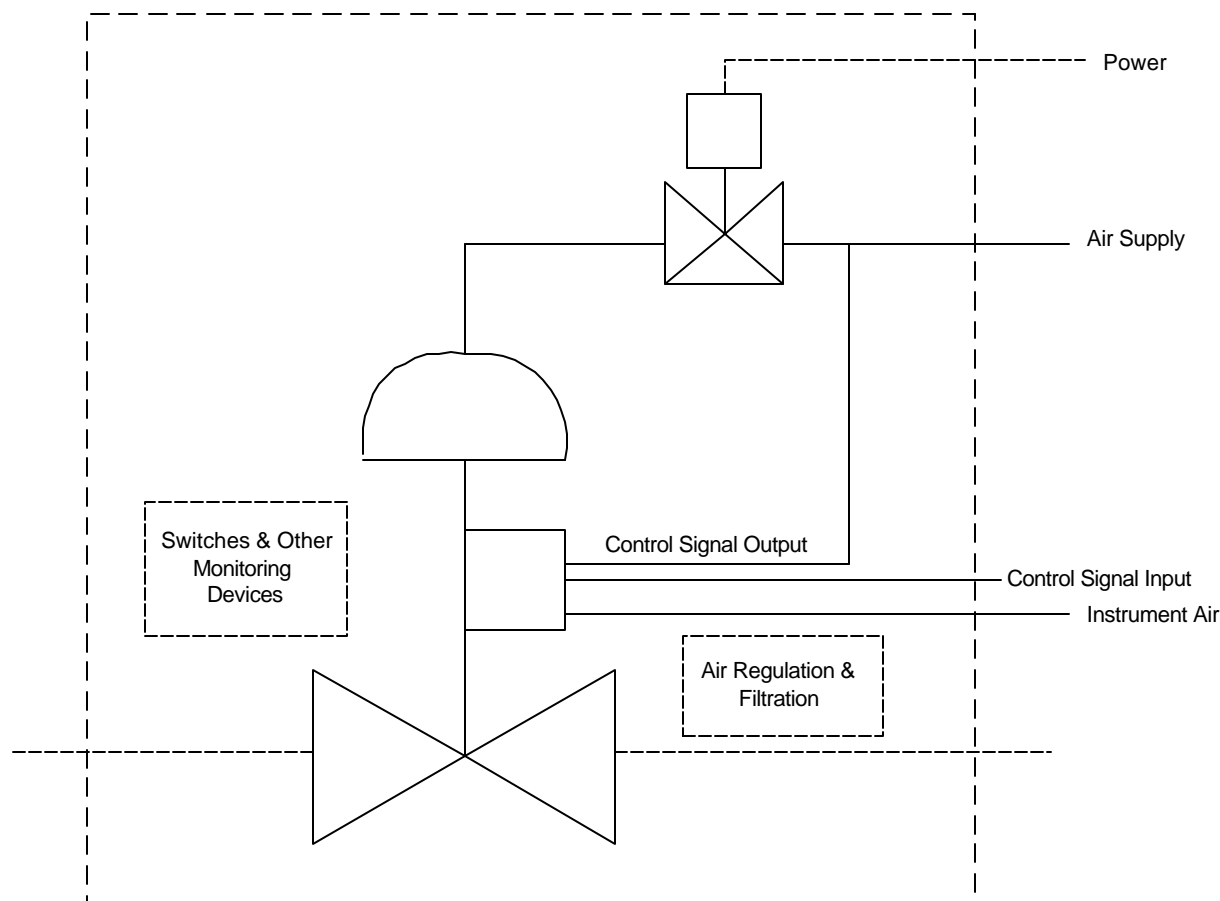 Power
Air Supply
Control Signal Output
Switches & Other
Monitoring
Devices
Control Signal Input
Instrument Air
Air Regulation &
Filtration